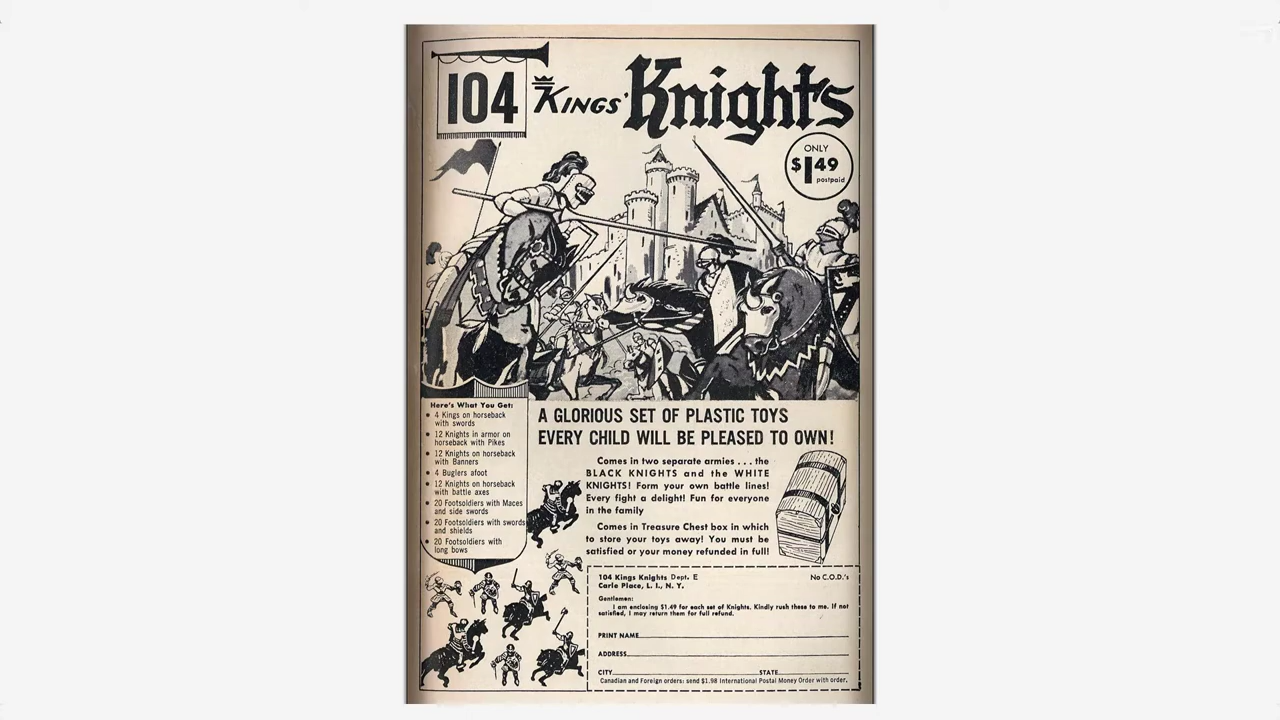 104 KINGS' Knights
ONLY
$1.49
postpaid
Here's What You Get:
• 4 Kings on horseback
with swords
• 12 Knights in armor on
horseback with Pikes
• 12 Knights on horseback
with Banners
• 4 Buglers afoot
• 12 Knights on horseback
with battle axes
• 20 Footsoldiers with Maces
and side swords
• 20 Footsoldiers with swords
and shields
• 20 Footsoldiers with
long bows
A GLORIOUS SET OF PLASTIC TOYS
EVERY CHILD WILL BE PLEASED TO OWN!
Comes in two separate armies . . . the
BLACK KNIGHTS and the WHITE
KNIGHTS! Form your own battle lines!
Every fight a delight! Fun for everyone
in the family
Comes in Treasure Chest box in which
to store your toys away! You must be
satisfied or your money refunded in full!
104 Kings Knights Dept. E No C.O.D.'s
Carle Place, L. I., N. Y.
Gentlemen:
I am enclosing $1.49 for each set of Knights. Kindly rush these to me. If not
satisfied, I may return them for full refund.
PRINT NAME
ADDRESS
CITY STATE
Canadian and Foreign orders: send $1.98 International Postal Money Order with order.